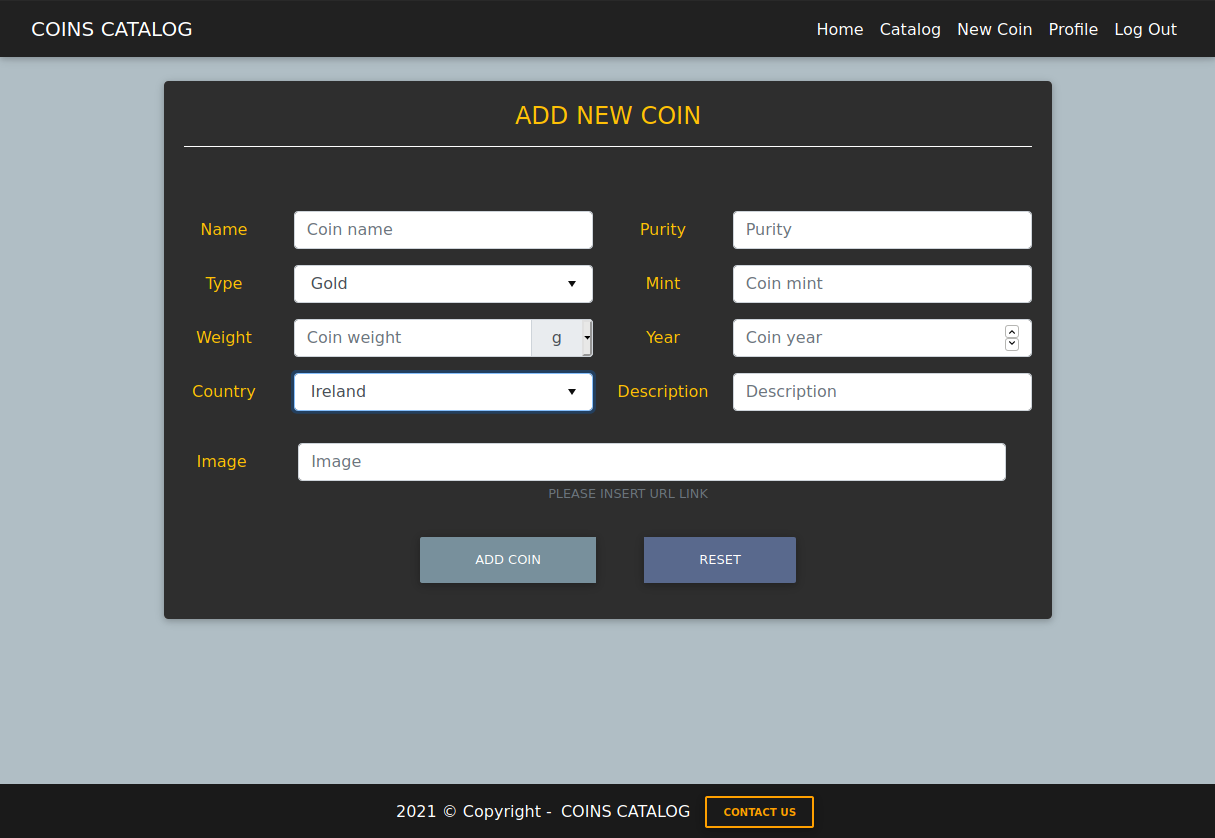 COINS CATALOG Home Catalog New Coin Profile Log Out
ADD NEW COIN
Name Coin name Purity Purity
Type Gold Mint Coin mint
Weight Coin weight g Year Coin year
Country Ireland Description Description
Image Image
PLEASE INSERT URL LINK
ADD COIN RESET
2021 © Copyright - COINS CATALOG CONTACT US